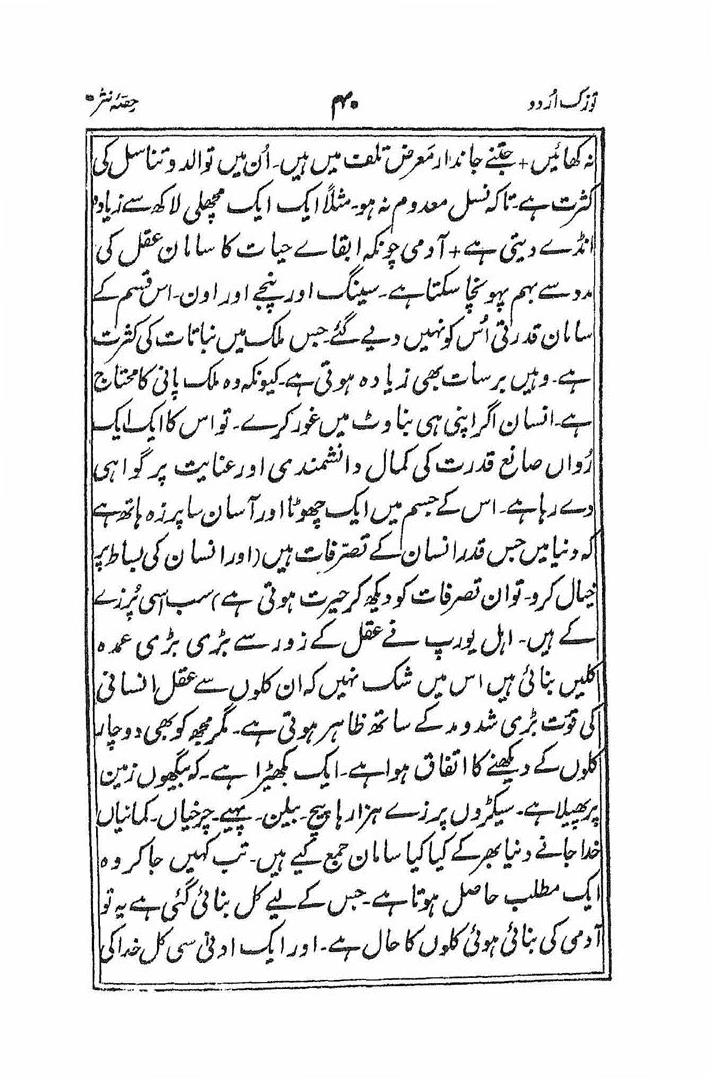 توزک اُردو ۴۰ حِصّۂ نثر
نہ کھائیں + جتنے جاندار معرض تلف میں ہیں۔ اُن میں توالد و تناسل کی
کثرت ہے۔ تاکہ نسل معدوم نہ ہو۔ مثلاً ایک ایک مچھلی لاکھ سے زیادہ
انڈے دیتی ہے + آدمی چونکہ ابقاے حیات کا سامان عقل کی
مدد سے بہم پہونچا سکتا ہے۔ سینگ اور پنجے اور اون۔ اس قسم کے
سامان قدرتی اُس کو نہیں دیے گئے۔ جس ملک میں نباتات کی کثرت
ہے۔ وہیں برسات بھی زیادہ ہوتی ہے۔ کیونکہ وہ ملک پانی کا محتاج
ہے۔ انسان اگر اپنی ہی بناوٹ میں غور کرے۔ تو اس کا ایک ایک
رُواں صانع قدرت کی کمال دانشمندی اور عنایت پر گواہی
دے رہا ہے۔ اس کے جسم میں ایک چھوٹا اور آسان سا پرزہ ہاتھ ہے
کہ دنیا میں جس قدر انسان کے تصرّفات ہیں (اور انسان کی بساط پر
خیال کرو۔ تو ان تصرفات کو دیکھ کر حیرت ہوتی ہے) سب اسی پُرزے
کے ہیں۔ اہل یورپ نے عقل کے زور سے بڑی بڑی عمدہ
کلیں بنائی ہیں اس میں شک نہیں کہ ان کلوں سے عقل انسانی
کی قوت بڑی شد و مد کے ساتھ ظاہر ہوتی ہے۔ مگر مجھ کو بھی دو چار
کلوں کے دیکھنے کا اتفاق ہوا ہے۔ ایک بکھیڑا ہے۔ کہ بیگھوں زمین
پر پھیلا ہے۔ سیکڑوں پرزے ہزارہا پیچ۔ بیلن۔ پہیے۔ چرخیاں۔ کمانیاں
خدا جانے دنیا بھر کے کیا کیا سامان جمع کیے ہیں۔ تب کہیں جا کر وہ
ایک مطلب حاصل ہوتا ہے۔ جس کے لیے کل بنائی گئی ہے یہ تو
آدمی کی بنائی ہوئی کلوں کا حال ہے۔ اور ایک ادنیٰ سی کل خدا کی